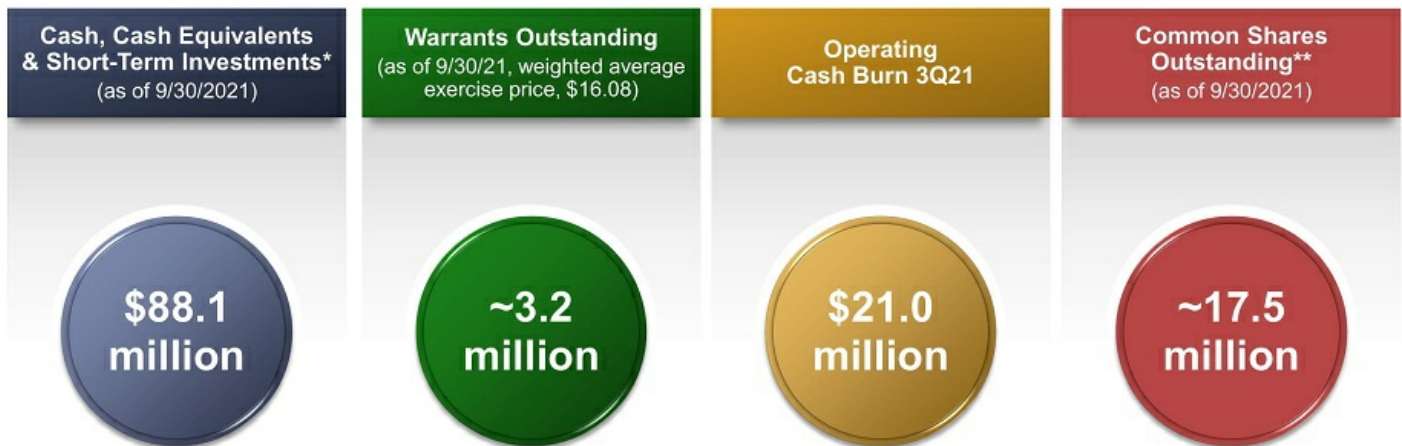 Cash, Cash Equivalents
& Short-Term Investments*
(as of 9/30/2021)
$88.1
million
Warrants Outstanding
(as of 9/30/21, weighted average
exercise price, $16.08)
~3.2
million
Operating
Cash Burn 3Q21
$21.0
million
Common Shares
Outstanding**
(as of 9/30/2021)
~17.5
million